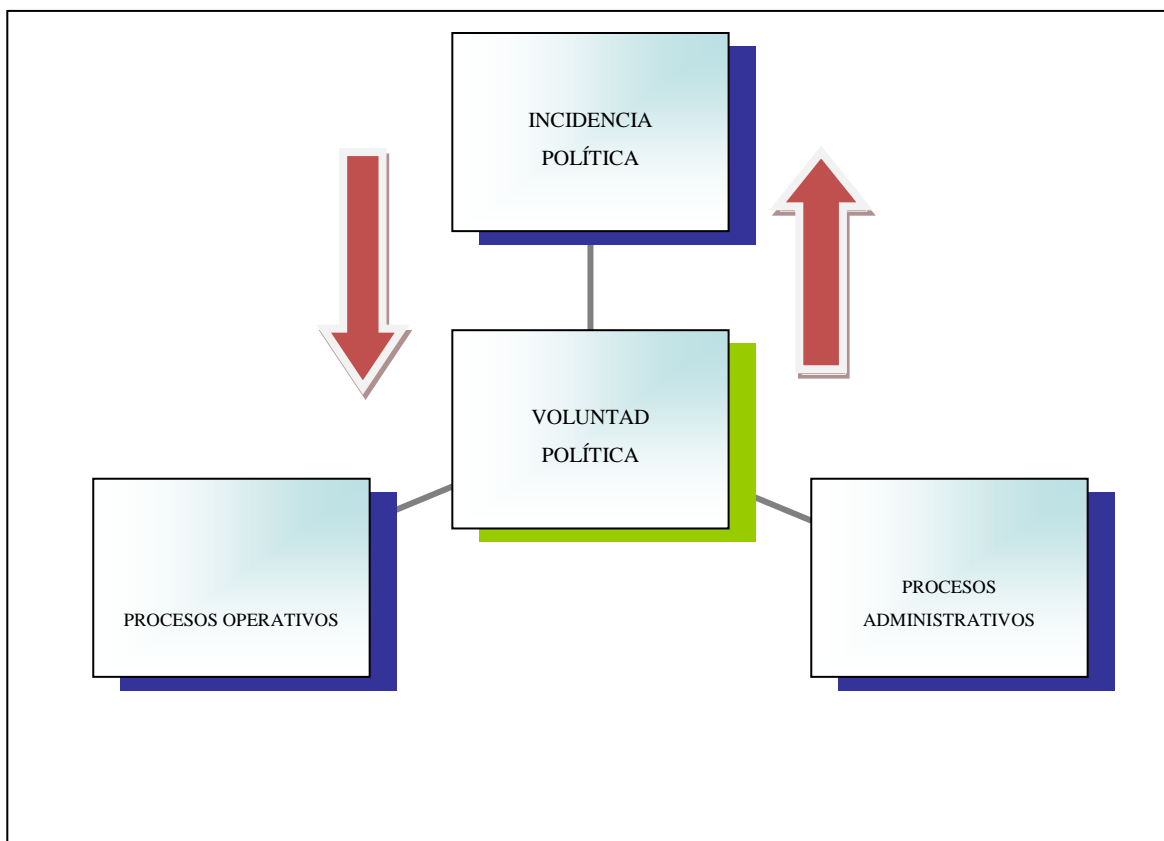 INCIDENCIA
POLÍTICA
VOLUNTAD
POLÍTICA
PROCESOS OPERATIVOS
PROCESOS
ADMINISTRATIVOS